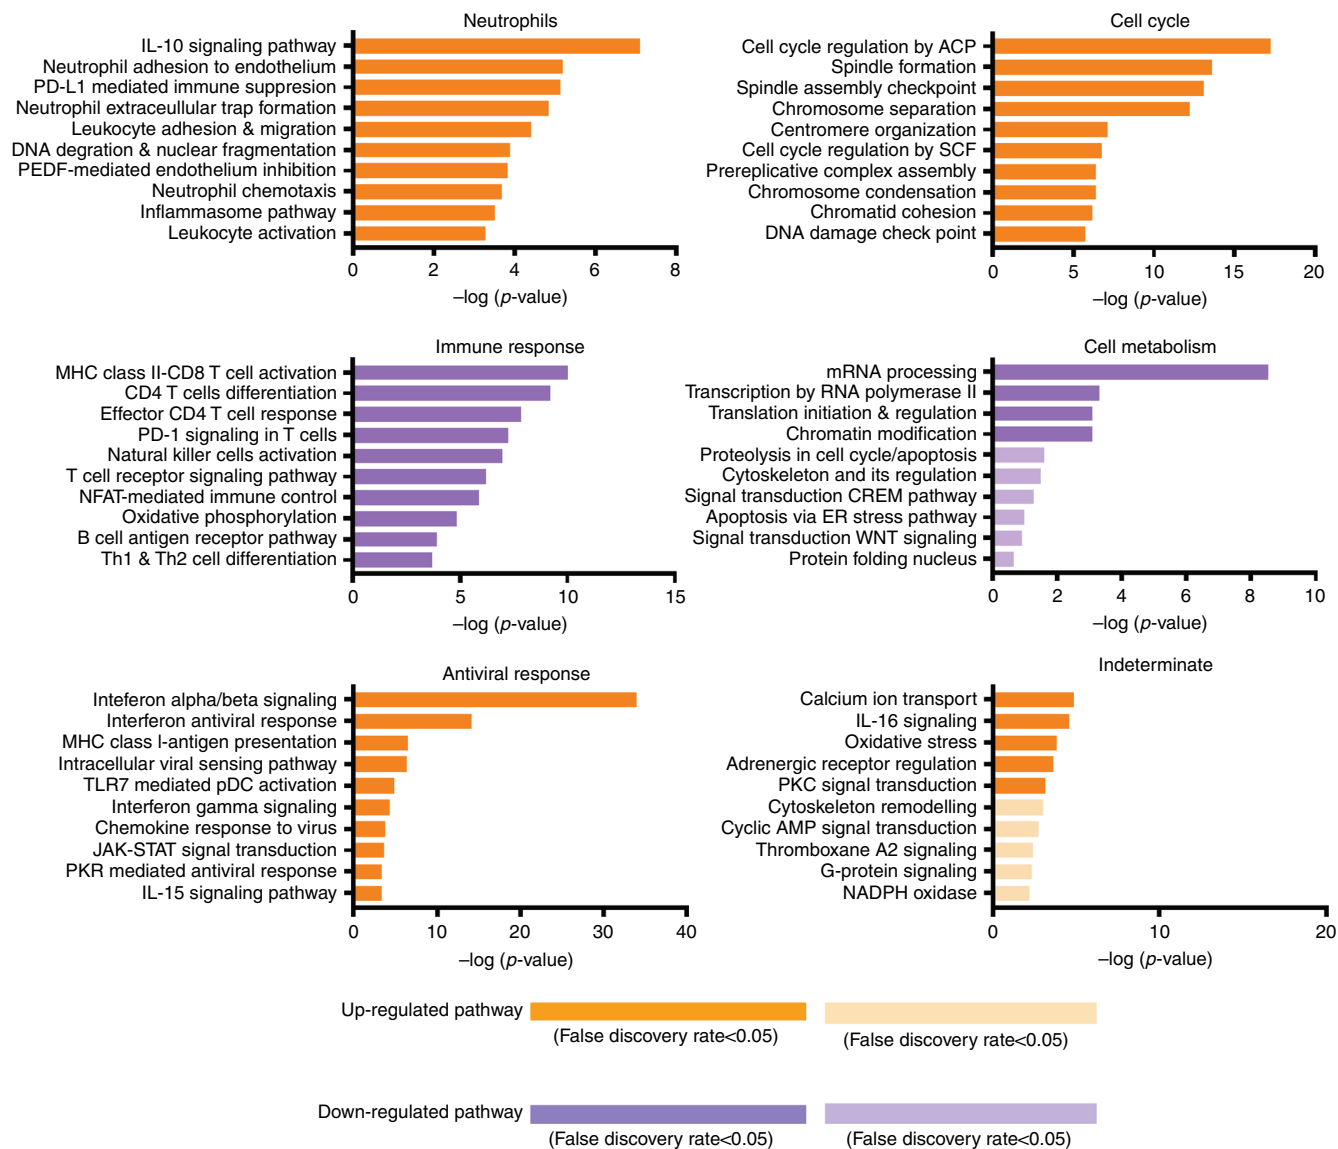 Neutrophils
IL-10 signaling pathway
Neutrophil adhesion to endothelium
PD-L1 mediated immune suppresion
Neutrophil extraceullular trap formation
Leukocyte adhesion & migration
DNA degration & nuclear fragmentation
PEDF-mediated endothelium inhibition
Neutrophil chemotaxis
Inflammasome pathway
Leukocyte activation
0 2 4 6 8
–log (p-value)
Cell cycle
Cell cycle regulation by ACP
Spindle formation
Spindle assembly checkpoint
Chromosome separation
Centromere organization
Cell cycle regulation by SCF
Prereplicative complex assembly
Chromosome condensation
Chromatid cohesion
DNA damage check point
0 5 10 15 20
–log (p-value)
Immune response
MHC class II-CD8 T cell activation
CD4 T cells differentiation
Effector CD4 T cell response
PD-1 signaling in T cells
Natural killer cells activation
T cell receptor signaling pathway
NFAT-mediated immune control
Oxidative phosphorylation
B cell antigen receptor pathway
Th1 & Th2 cell differentiation
0 5 10 15
–log (p-value)
Cell metabolism
mRNA processing
Transcription by RNA polymerase II
Translation initiation & regulation
Chromatin modification
Proteolysis in cell cycle/apoptosis
Cytoskeleton and its regulation
Signal transduction CREM pathway
Apoptosis via ER stress pathway
Signal transduction WNT signaling
Protein folding nucleus
0 2 4 6 8 10
–log (p-value)
Antiviral response
Inteferon alpha/beta signaling
Interferon antiviral response
MHC class I-antigen presentation
Intracellular viral sensing pathway
TLR7 mediated pDC activation
Interferon gamma signaling
Chemokine response to virus
JAK-STAT signal transduction
PKR mediated antiviral response
IL-15 signaling pathway
0 10 20 30 40
–log (p-value)
Indeterminate
Calcium ion transport
IL-16 signaling
Oxidative stress
Adrenergic receptor regulation
PKC signal transduction
Cytoskeleton remodelling
Cyclic AMP signal transduction
Thromboxane A2 signaling
G-protein signaling
NADPH oxidase
0 10 20
–log (p-value)
Up-regulated pathway
(False discovery rate<0.05) (False discovery rate<0.05)
Down-regulated pathway
(False discovery rate<0.05) (False discovery rate<0.05)